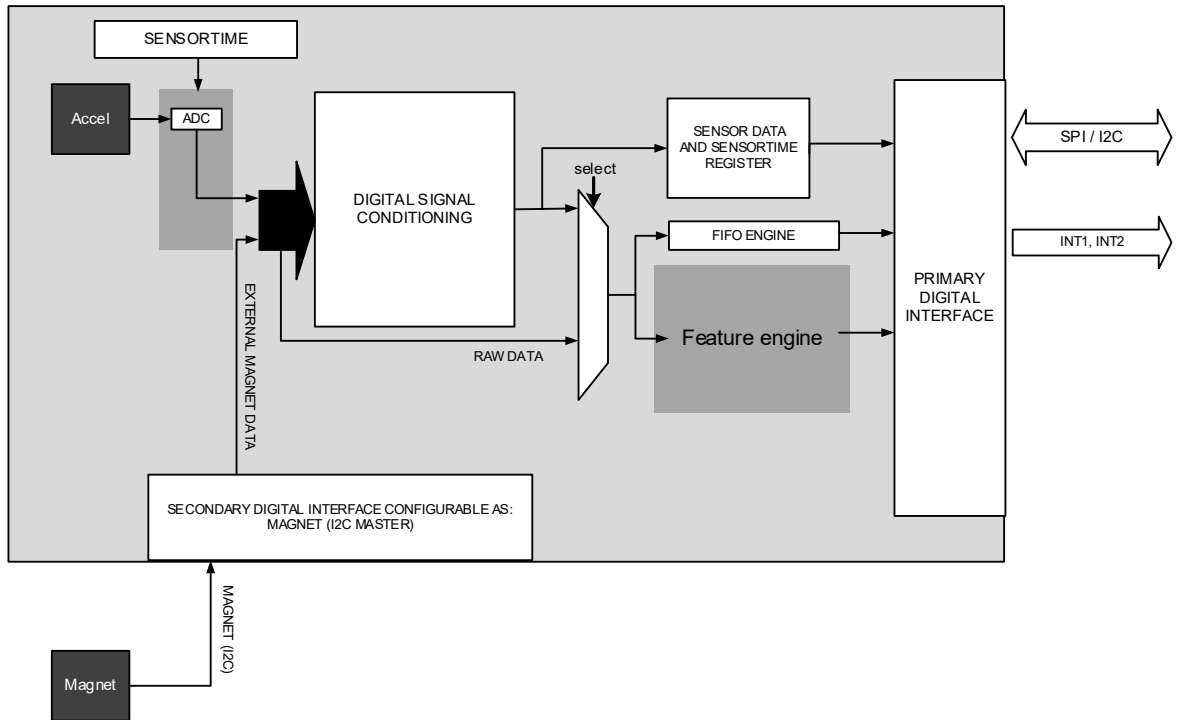 SENSORTIME
Accel
ADC
DIGITAL SIGNAL
CONDITIONING
SENSOR DATA
AND SENSORTIME
REGISTER
select
FIFO ENGINE
Feature engine
RAW DATA
EXTERNAL MAGNET DATA
PRIMARY
DIGITAL
INTERFACE
SPI / I2C
INT1, INT2
SECONDARY DIGITAL INTERFACE CONFIGURABLE AS:
MAGNET (I2C MASTER)
MAGNET (I2C)
Magnet